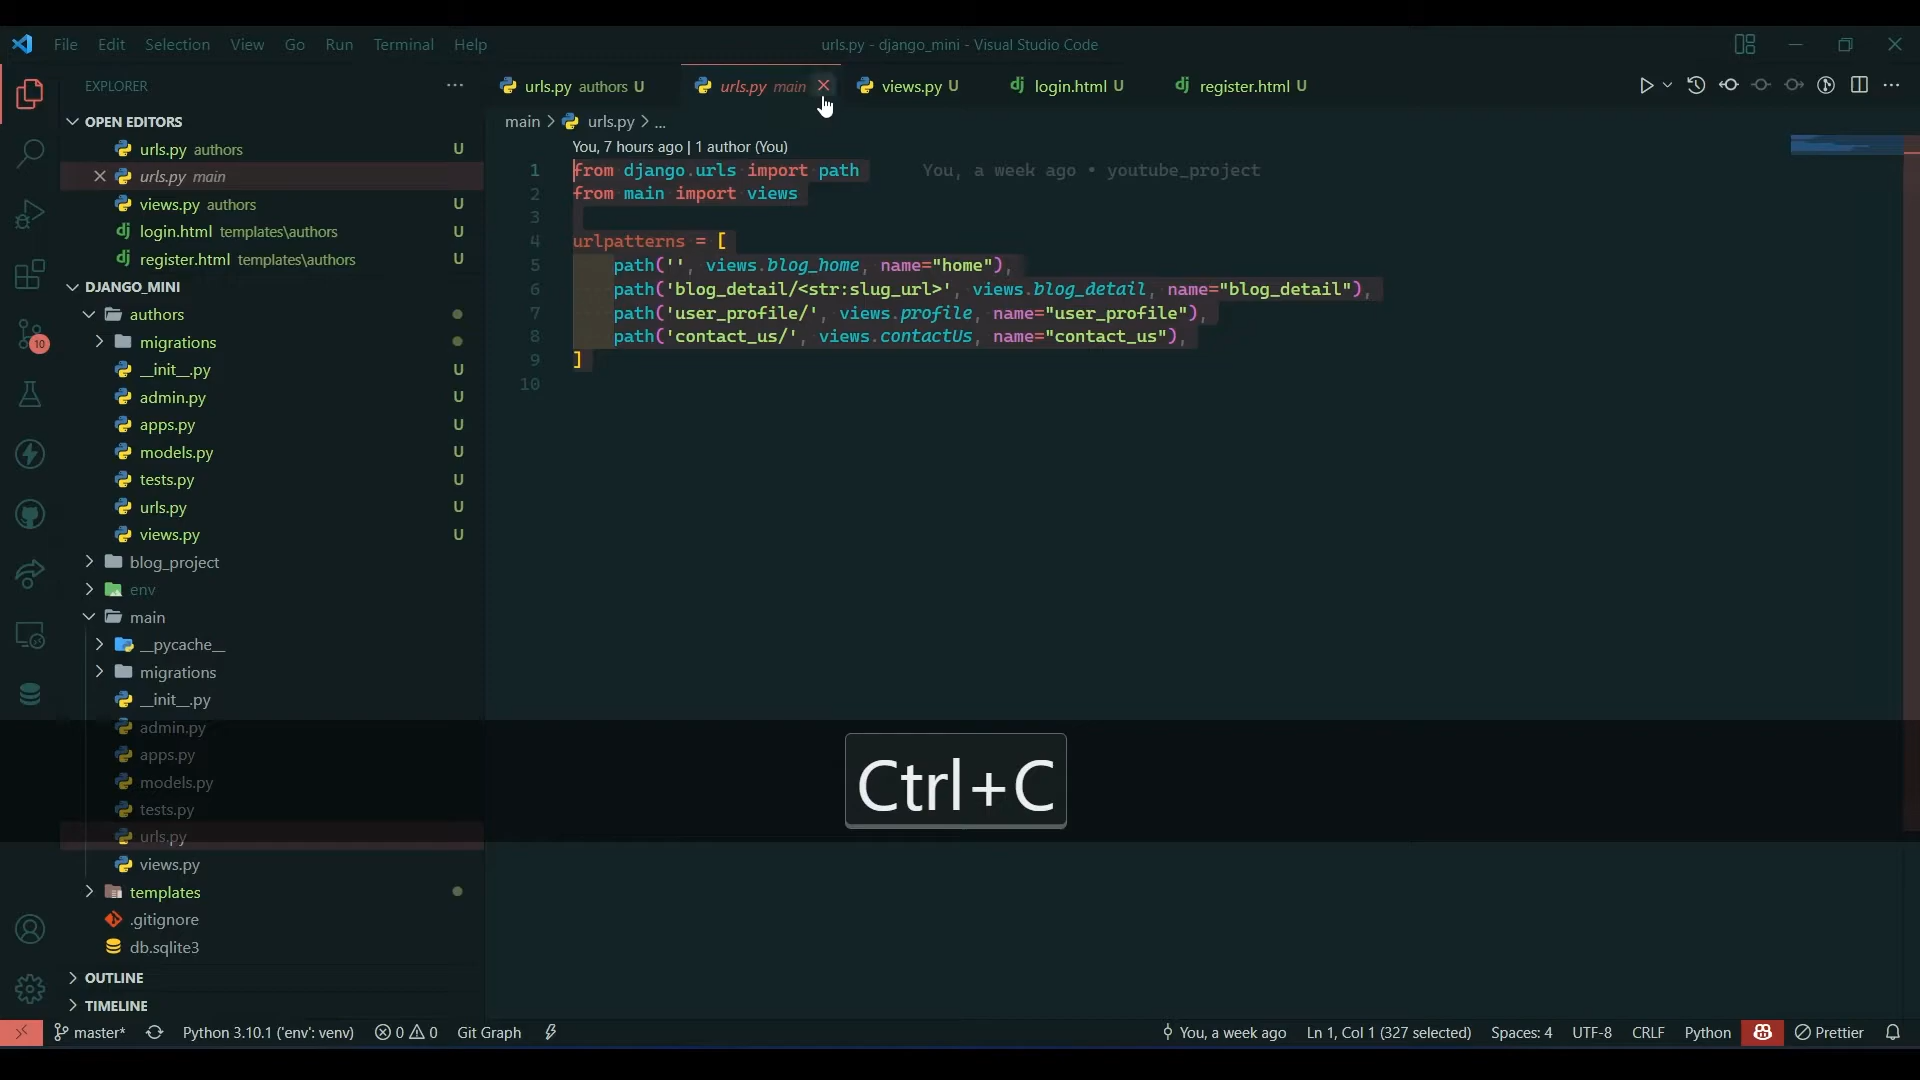 File Edit Selection View Go Run Terminal Help
urls.py - django_mini - Visual Studio Code
EXPLORER
urls.py authors U
urls.py main
views.py U
login.html U
register.html U
OPEN EDITORS
urls.py authors U
urls.py main
views.py authors U
login.html templates\authors U
register.html templates\authors U
DJANGO_MINI
authors
migrations
__init__.py U
admin.py U
apps.py U
models.py U
tests.py U
urls.py U
views.py U
blog_project
env
main
__pycache__
migrations
__init__.py
admin.py
apps.py
models.py
tests.py
urls.py
views.py
templates
.gitignore
db.sqlite3
OUTLINE
TIMELINE
10
main > urls.py > ...
You, 7 hours ago | 1 author (You)
1 from django.urls import path You, a week ago • youtube_project
2 from main import views
3
4 urlpatterns = [
5 path('', views.blog_home, name="home"),
6 path('blog_detail/<str:slug_url>', views.blog_detail, name="blog_detail"),
7 path('user_profile/', views.profile, name="user_profile"),
8 path('contact_us/', views.contactUs, name="contact_us"),
9 ]
10
Ctrl+C
master* Python 3.10.1 ('env': venv) 0 0 Git Graph
You, a week ago Ln 1, Col 1 (327 selected) Spaces: 4 UTF-8 CRLF Python Prettier